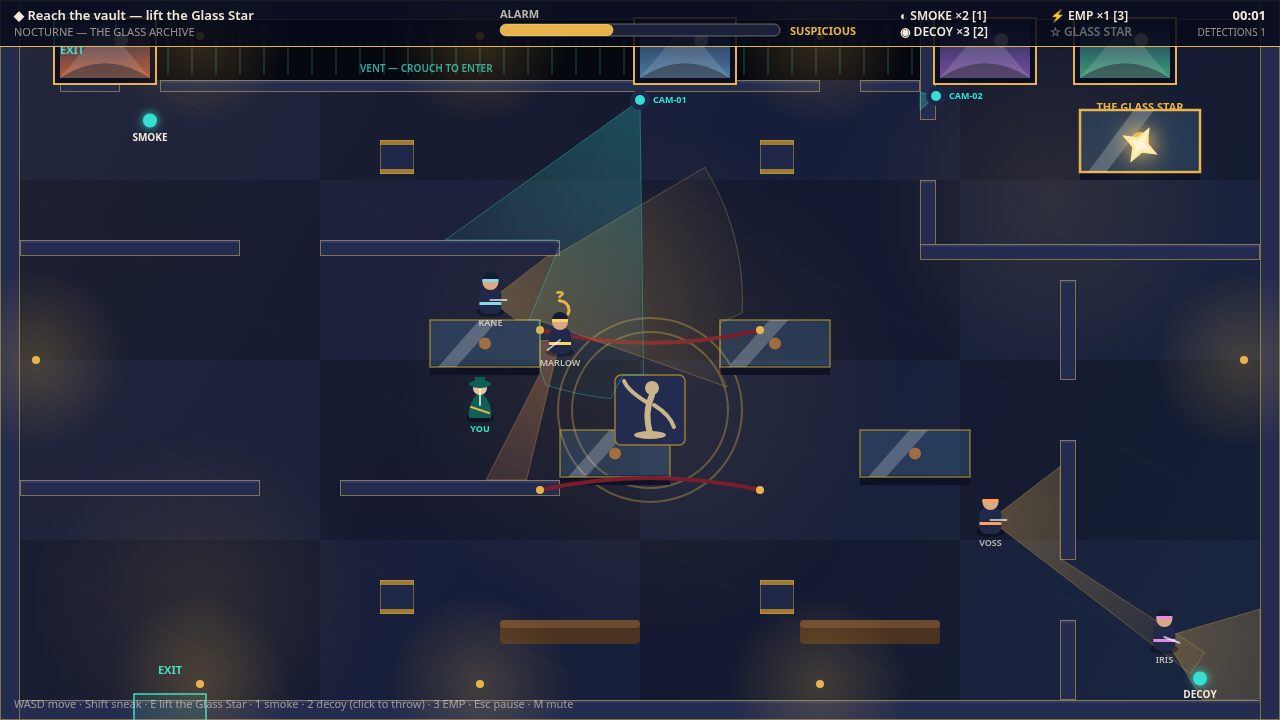 ◆ Reach the vault — lift the Glass Star
NOCTURNE — THE GLASS ARCHIVE
ALARM
SUSPICIOUS
SMOKE ×2 [1]
◉ DECOY ×3 [2]
⚡ EMP ×1 [3]
☆ GLASS STAR
00:01
DETECTIONS 1
EXIT
VENT — CROUCH TO ENTER
CAM-01
CAM-02
THE GLASS STAR
SMOKE
?
KANE
MARLOW
YOU
VOSS
IRIS
DECOY
EXIT
WASD move · Shift sneak · E lift the Glass Star · 1 smoke · 2 decoy (click to throw) · 3 EMP · Esc pause · M mute